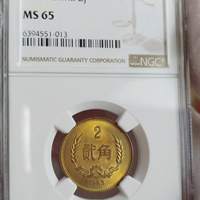 MS 65
6394551-013
NUMISMATIC GUARANTY CORPORATION
NGC
2
贰角